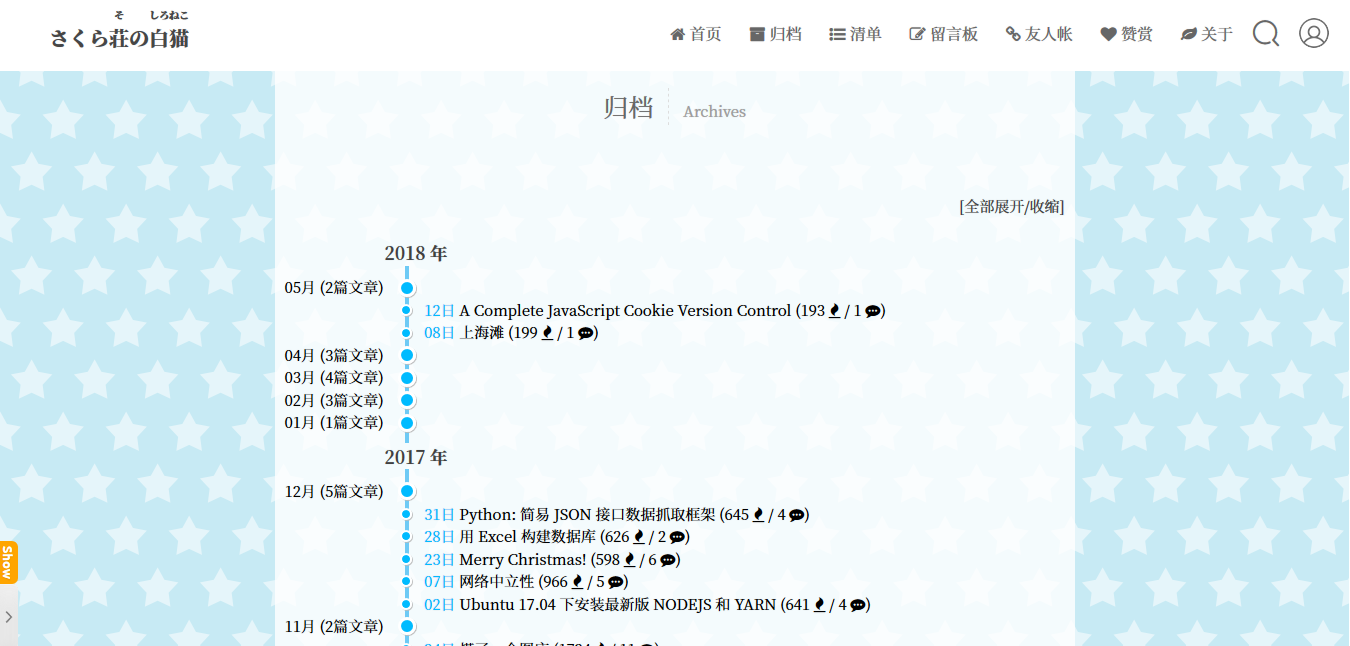 そ しろねこ
さくら荘の白猫
首页 归档 清单 留言板 友人帐 赞赏 关于
归档 Archives
[全部展开/收缩]
2018 年
05月 (2篇文章)
12日 A Complete JavaScript Cookie Version Control (193 / 1 )
08日 上海滩 (199 / 1 )
04月 (3篇文章)
03月 (4篇文章)
02月 (3篇文章)
01月 (1篇文章)
2017 年
12月 (5篇文章)
31日 Python: 简易 JSON 接口数据抓取框架 (645 / 4 )
28日 用 Excel 构建数据库 (626 / 2 )
23日 Merry Christmas! (598 / 6 )
07日 网络中立性 (966 / 5 )
02日 Ubuntu 17.04 下安装最新版 NODEJS 和 YARN (641 / 4 )
Show
11月 (2篇文章)